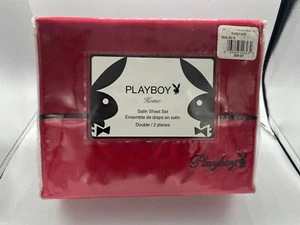 PLAYBOY
Home
Satin Sheet Set
Ensemble de draps en satin
Double / 2 places
Playboy